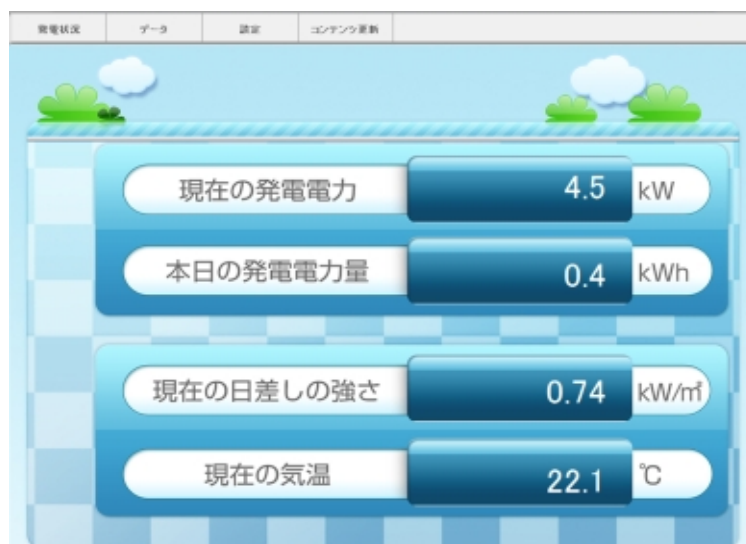 発電状況 データ 設定 コンテンツ更新
現在の発電電力 4.5 kW
本日の発電電力量 0.4 kWh
現在の日差しの強さ 0.74 kW/㎡
現在の気温 22.1 ℃